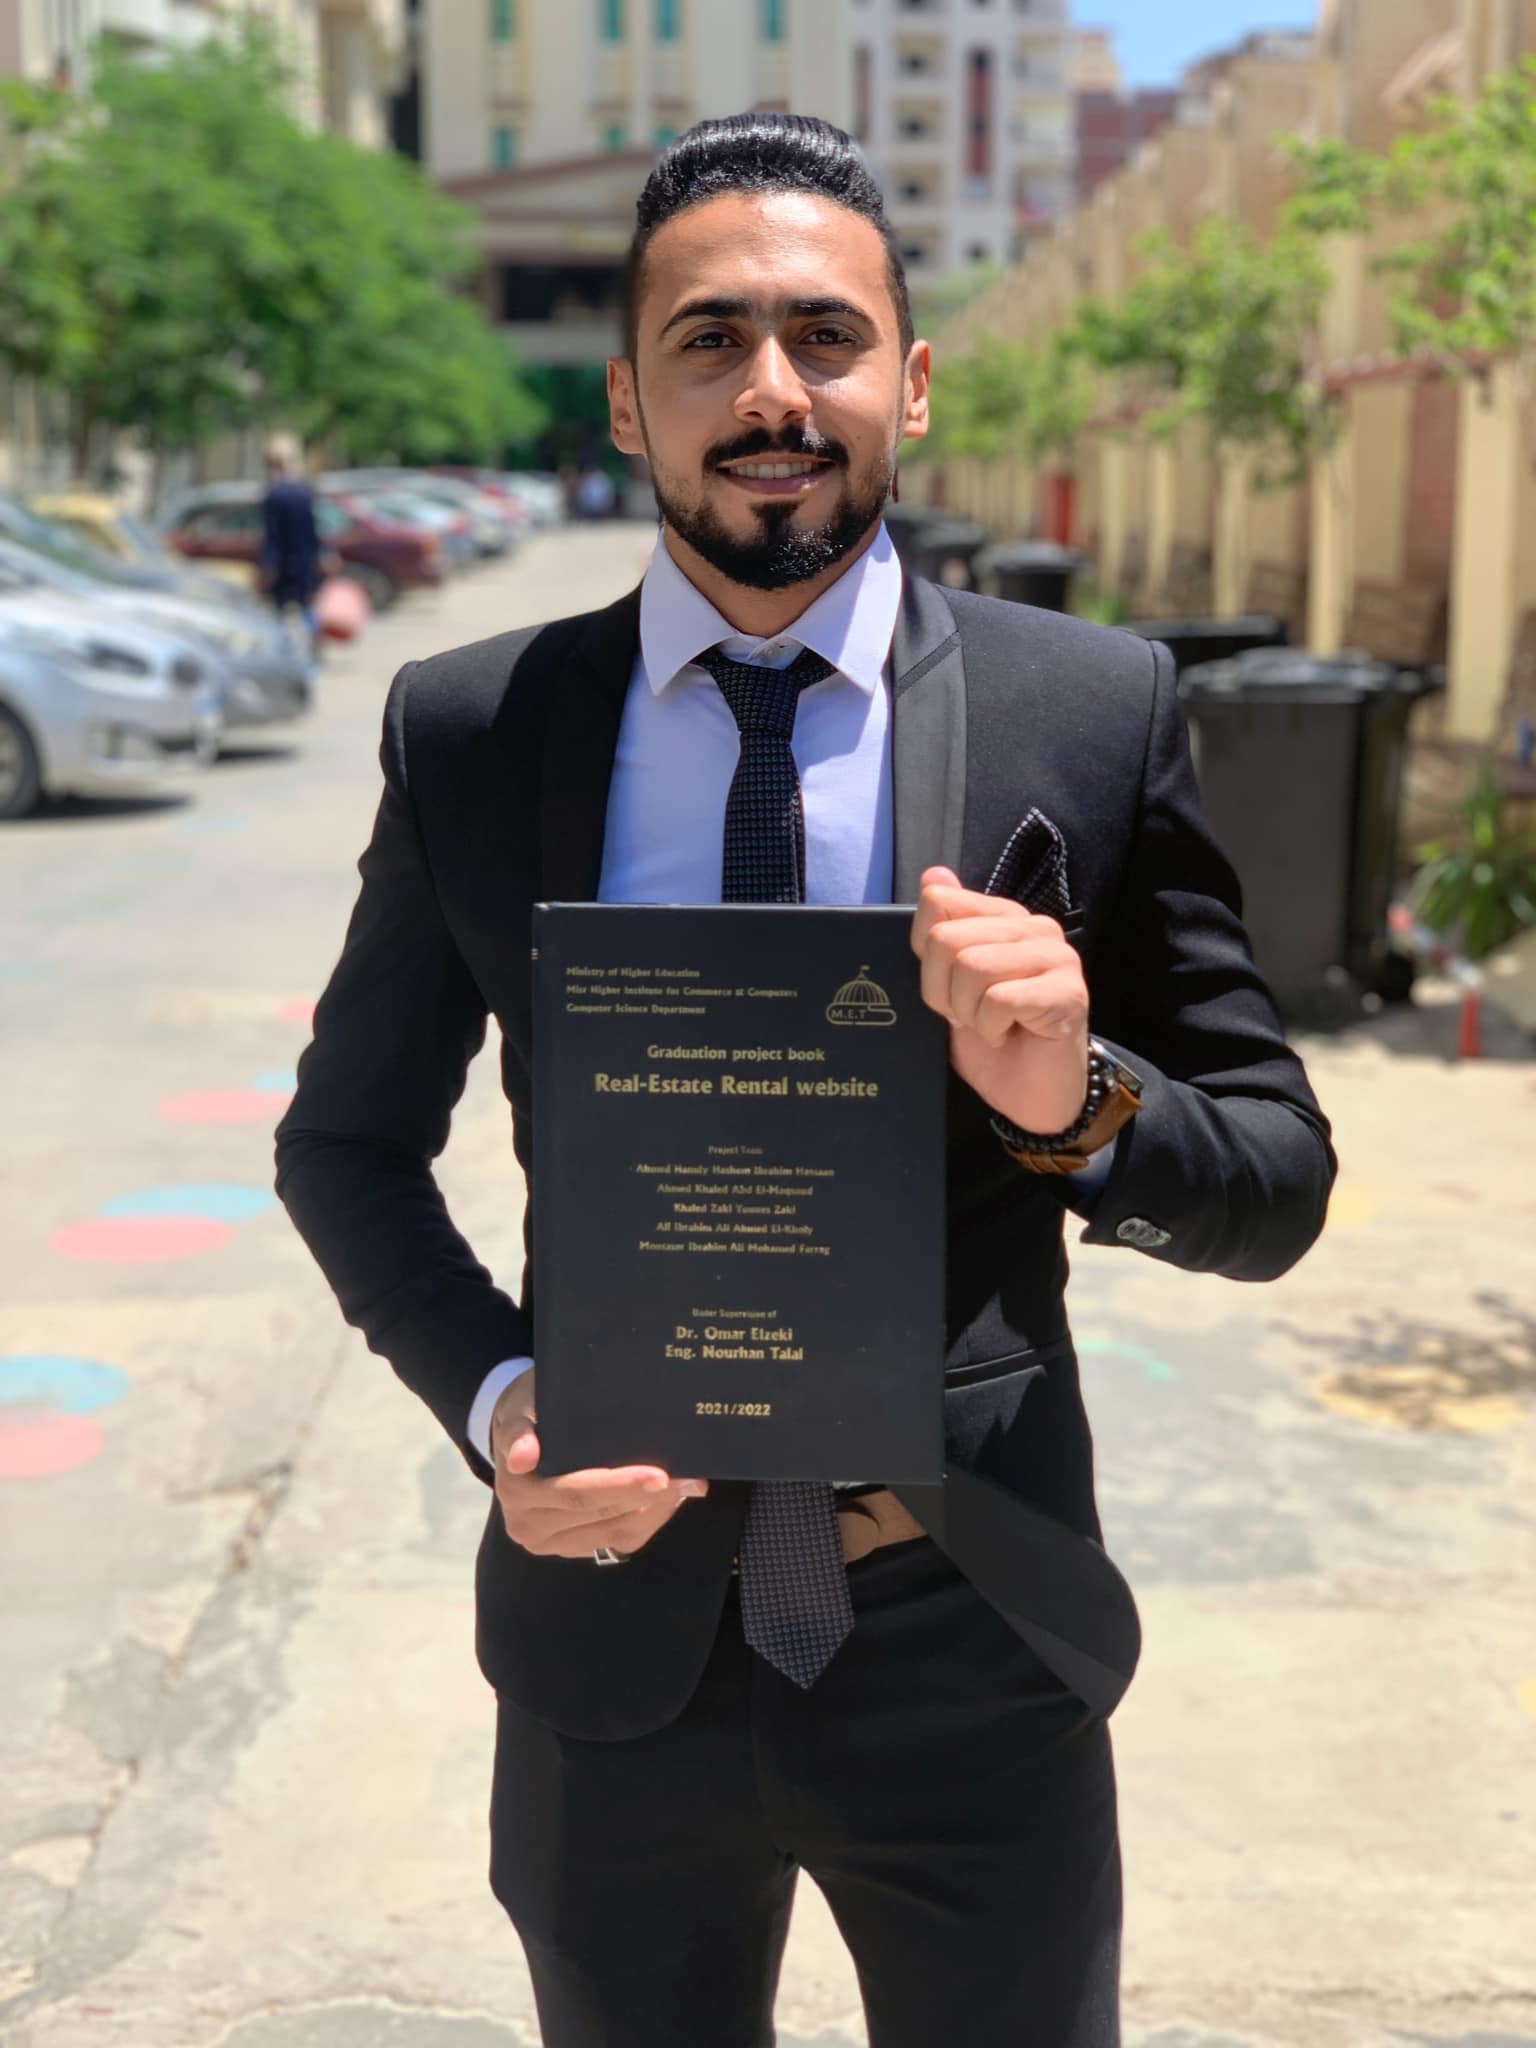 Ministry of Higher Education
Misr Higher Institute for Commerce & Computers
Computer Science Department
M.E.T
Graduation project book
Real-Estate Rental website
Project Team
Ahmed Hamdy Hashem Ibrahim Hassaan
Ahmed Khaled Abd El-Maqsoud
Khaled Zaki Younes Zaki
Ali Ibrahim Ali Ahmed El-Kholy
Montaser Ibrahim Ali Mohamed Farrag
Under Supervision of
Dr. Omar Elzeki
Eng. Nourhan Talal
2021/2022